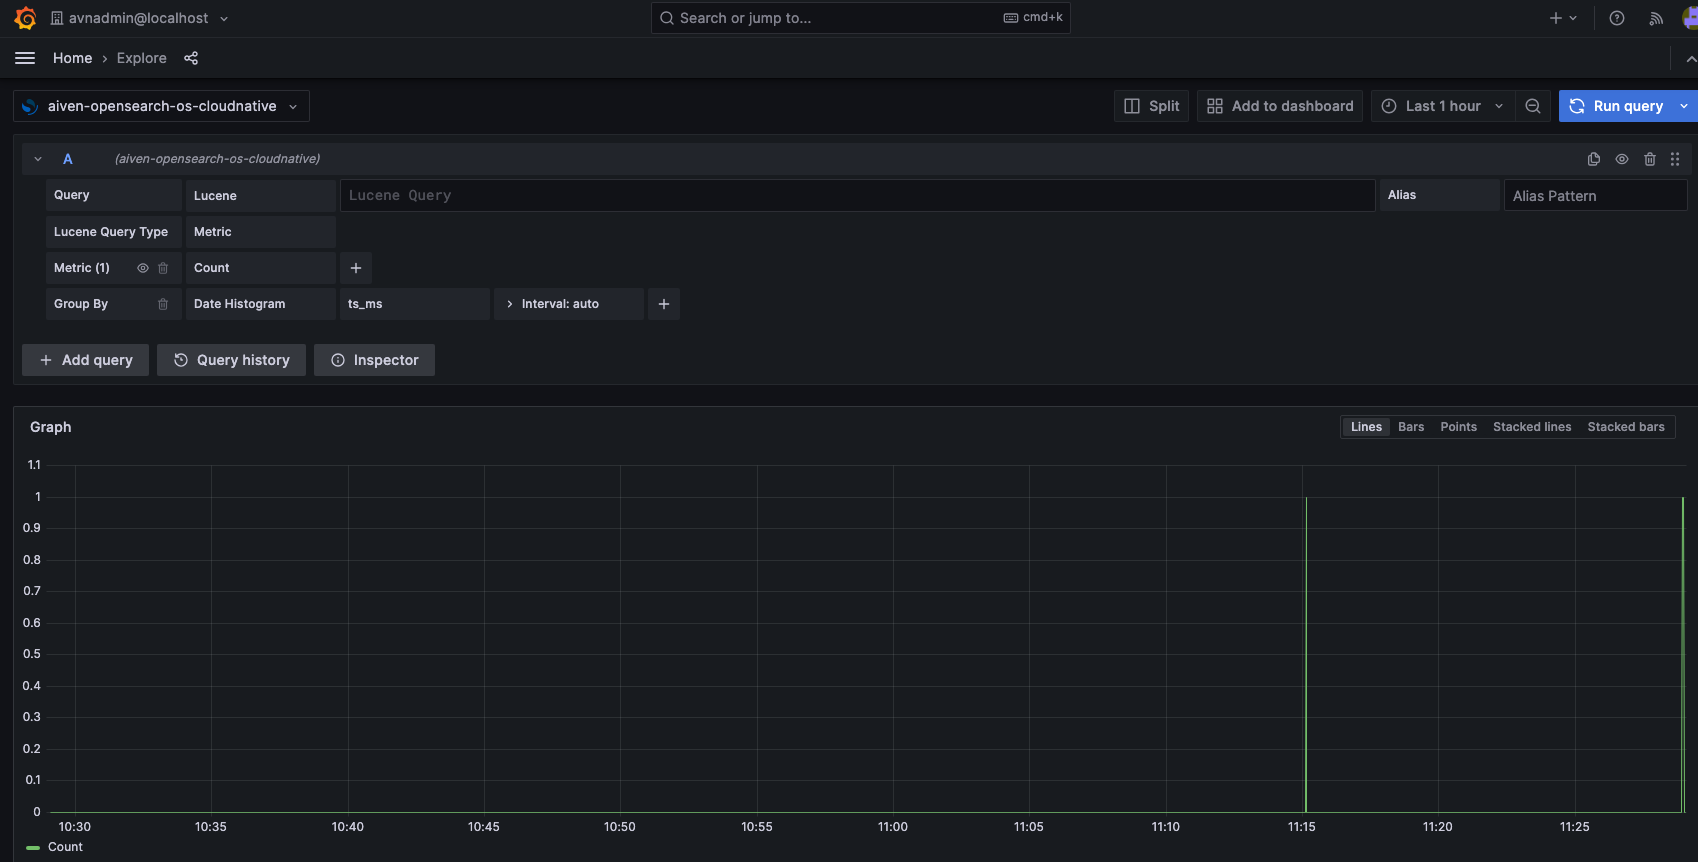 avnadmin@localhost Search or jump to... cmd+k
Home › Explore
aiven-opensearch-os-cloudnative Split Add to dashboard Last 1 hour Run query
A (aiven-opensearch-os-cloudnative)
Query Lucene Lucene Query Alias Alias Pattern
Lucene Query Type Metric
Metric (1) Count +
Group By Date Histogram ts_ms > Interval: auto +
+ Add query Query history Inspector
Graph Lines Bars Points Stacked lines Stacked bars
1.1
1
0.9
0.8
0.7
0.6
0.5
0.4
0.3
0.2
0.1
0
10:30 10:35 10:40 10:45 10:50 10:55 11:00 11:05 11:10 11:15 11:20 11:25
Count